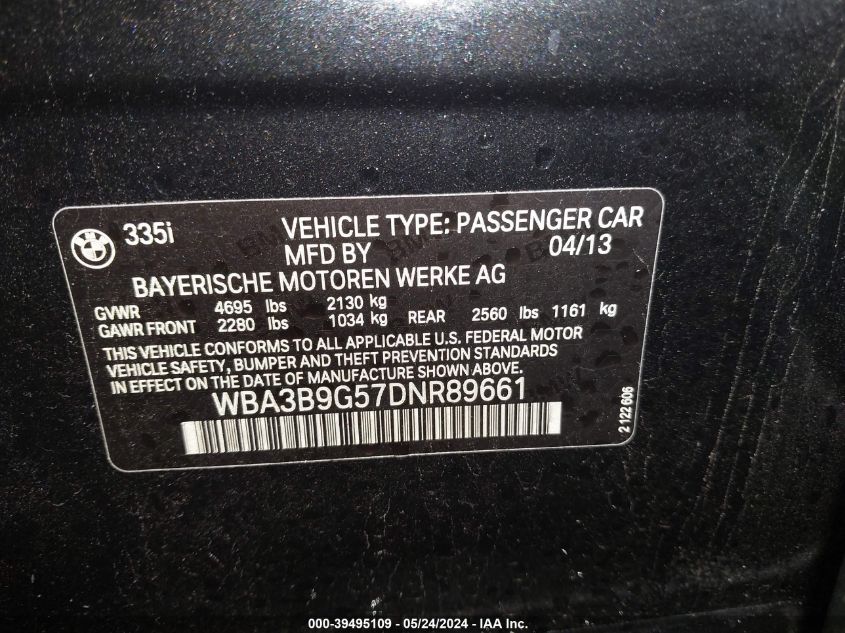 335i VEHICLE TYPE: PASSENGER CAR
MFD BY 04/13
BAYERISCHE MOTOREN WERKE AG
GVWR 4695 lbs 2130 kg
GAWR FRONT 2280 lbs 1034 kg REAR 2560 lbs 1161 kg
THIS VEHICLE CONFORMS TO ALL APPLICABLE U.S. FEDERAL MOTOR
VEHICLE SAFETY, BUMPER AND THEFT PREVENTION STANDARDS
IN EFFECT ON THE DATE OF MANUFACTURE SHOWN ABOVE.
WBA3B9G57DNR89661
2122606
000-39495109 - 05/24/2024 - IAA Inc.